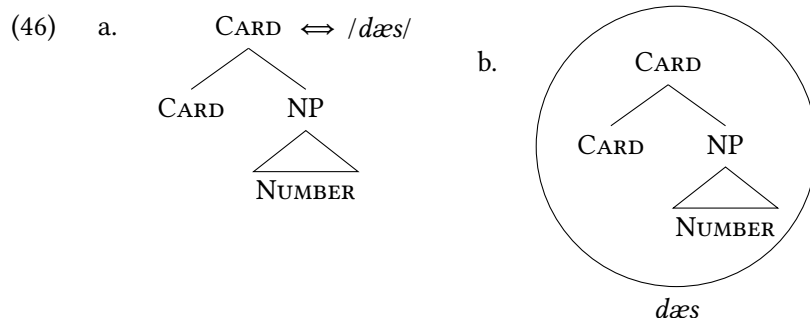 (46) a. CARD ⇔ /dæs/
CARD NP
NUMBER
b. CARD
CARD NP
NUMBER
dæs